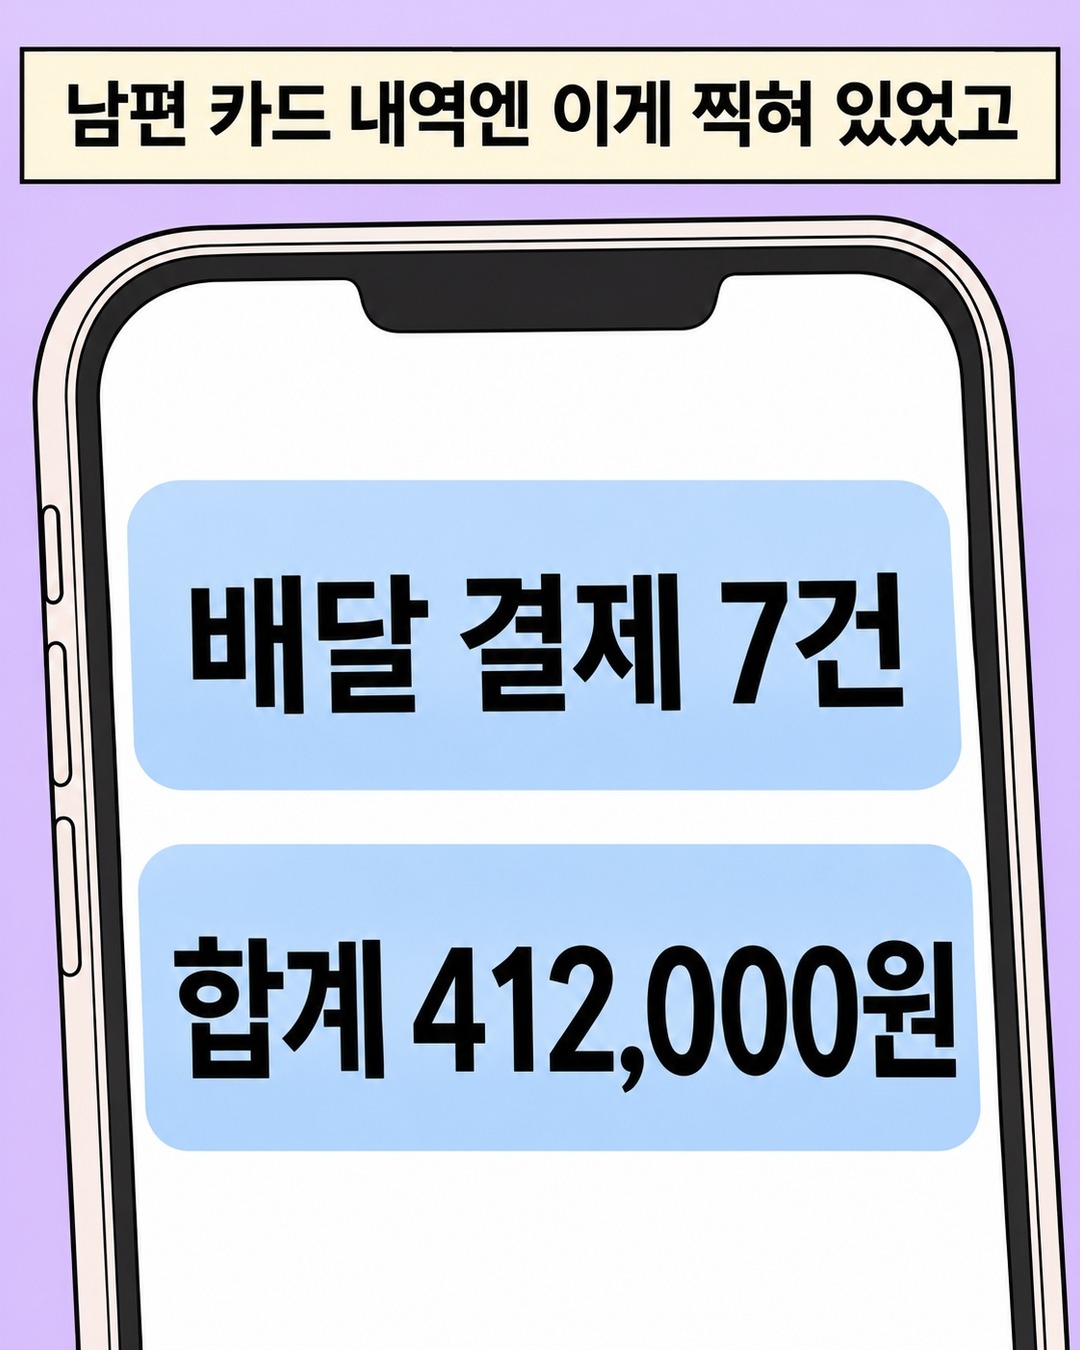 남편 카드 내역엔 이게 찍혀 있었고
배달 결제 7건
합계 412,000원